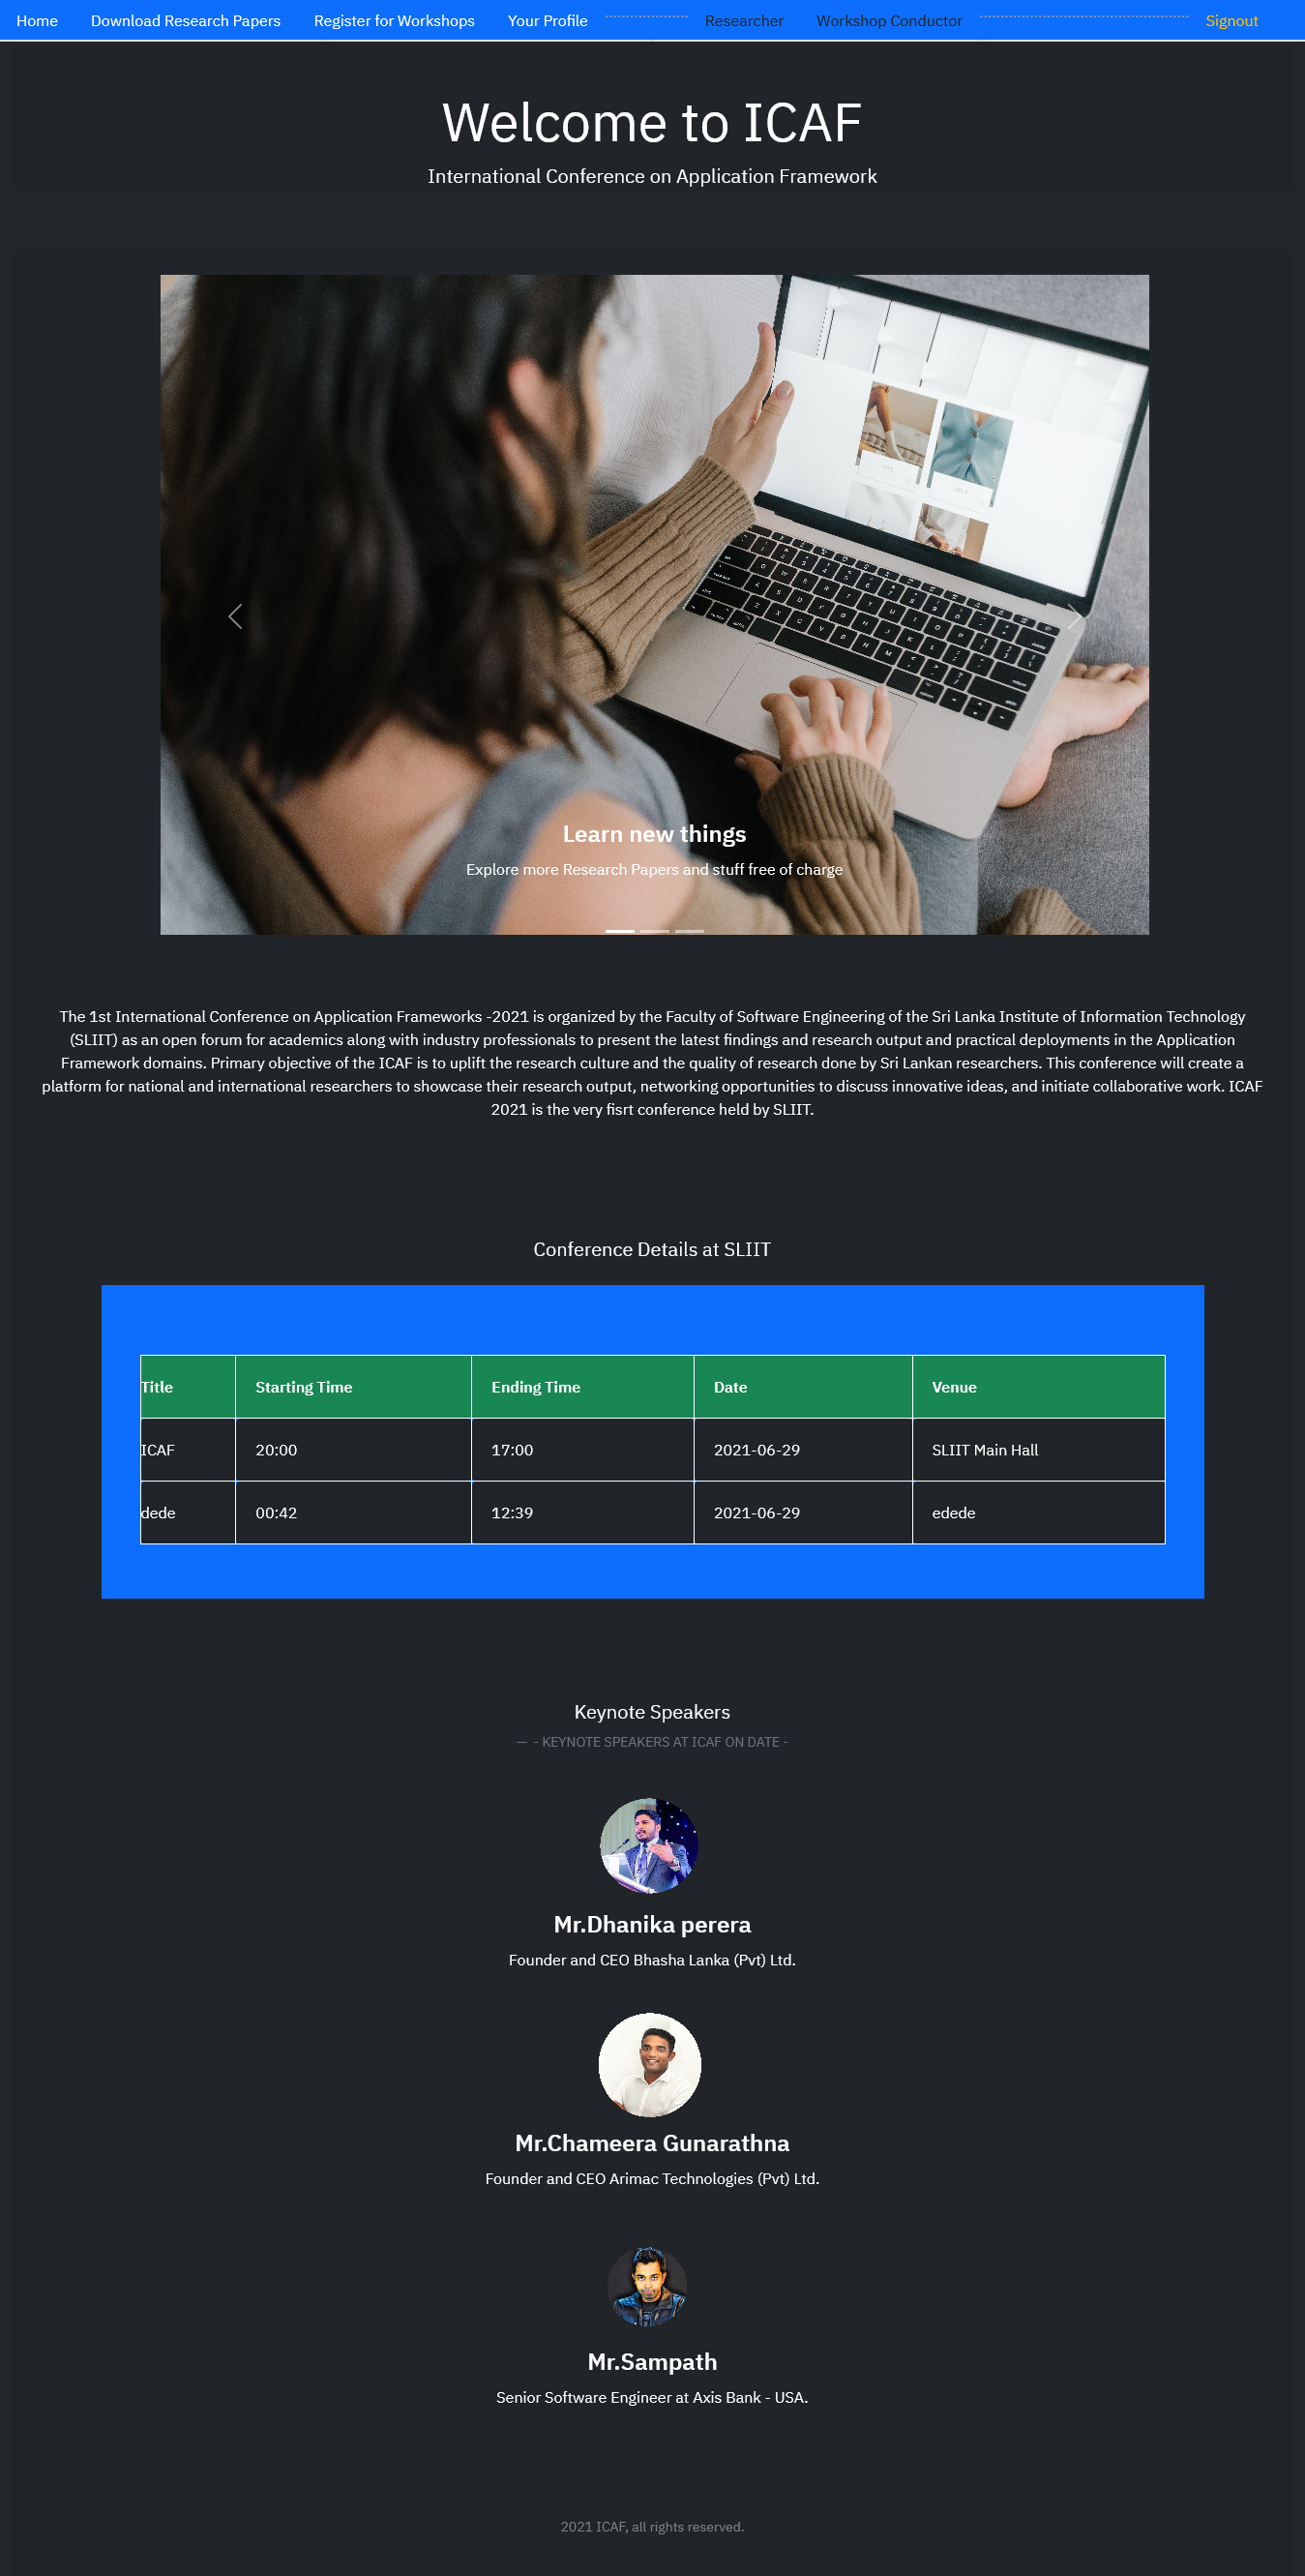 Home Download Research Papers Register for Workshops Your Profile Researcher Workshop Conductor Signout
Welcome to ICAF
International Conference on Application Framework
Learn new things
Explore more Research Papers and stuff free of charge
The 1st International Conference on Application Frameworks -2021 is organized by the Faculty of Software Engineering of the Sri Lanka Institute of Information Technology
(SLIIT) as an open forum for academics along with industry professionals to present the latest findings and research output and practical deployments in the Application
Framework domains. Primary objective of the ICAF is to uplift the research culture and the quality of research done by Sri Lankan researchers. This conference will create a
platform for national and international researchers to showcase their research output, networking opportunities to discuss innovative ideas, and initiate collaborative work. ICAF
2021 is the very fisrt conference held by SLIIT.
Conference Details at SLIIT
Title Starting Time Ending Time Date Venue
ICAF 20:00 17:00 2021-06-29 SLIIT Main Hall
dede 00:42 12:39 2021-06-29 edede
Keynote Speakers
— - KEYNOTE SPEAKERS AT ICAF ON DATE -
Mr.Dhanika perera
Founder and CEO Bhasha Lanka (Pvt) Ltd.
Mr.Chameera Gunarathna
Founder and CEO Arimac Technologies (Pvt) Ltd.
Mr.Sampath
Senior Software Engineer at Axis Bank - USA.
2021 ICAF, all rights reserved.